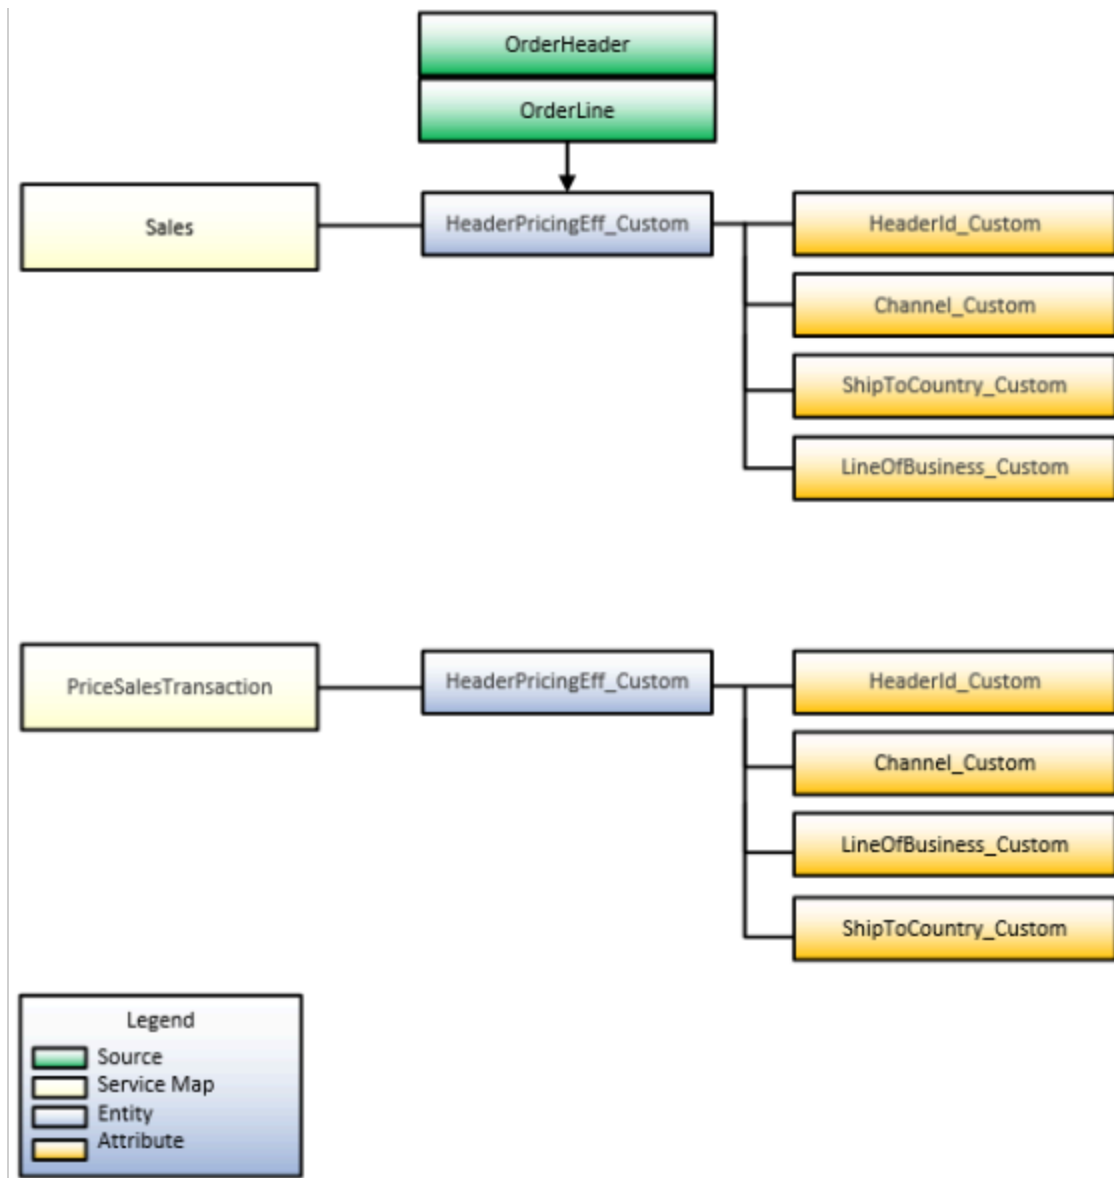 OrderHeader
OrderLine
Sales
HeaderPricingEff_Custom
HeaderId_Custom
Channel_Custom
ShipToCountry_Custom
LineOfBusiness_Custom
PriceSalesTransaction
HeaderPricingEff_Custom
HeaderId_Custom
Channel_Custom
LineOfBusiness_Custom
ShipToCountry_Custom
Legend
Source
Service Map
Entity
Attribute